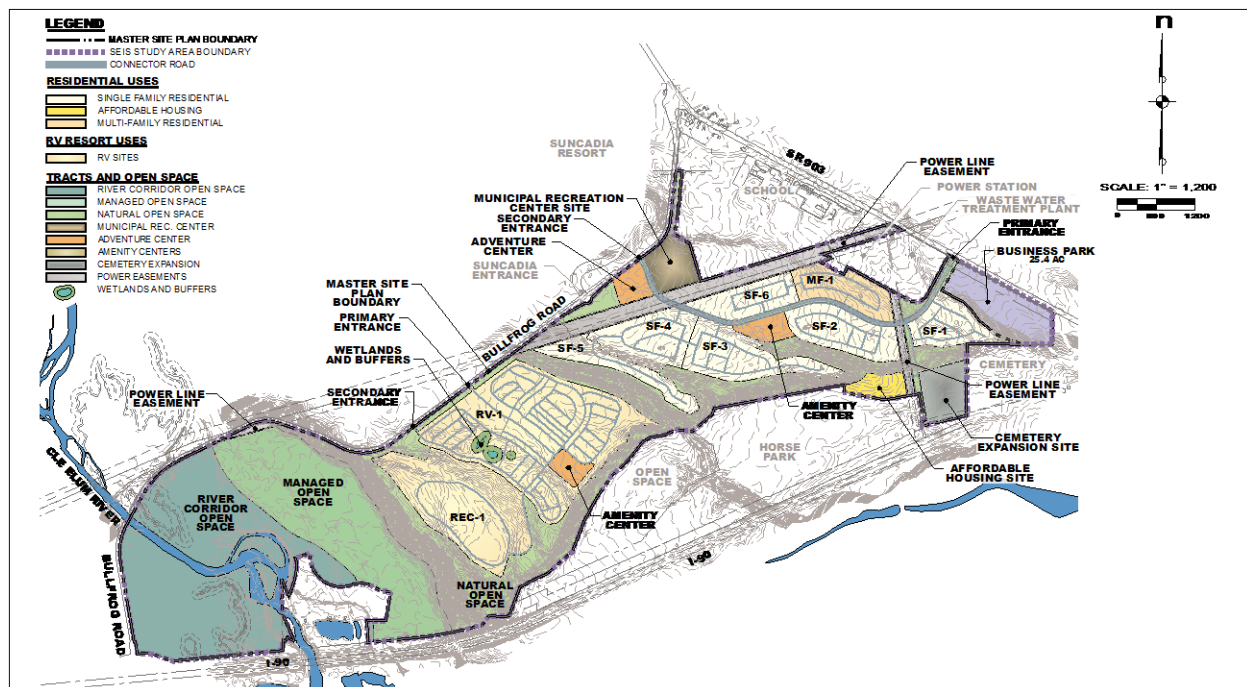 LEGEND
MASTER SITE PLAN BOUNDARY
SEIS STUDY AREA BOUNDARY
CONNECTOR ROAD
RESIDENTIAL USES
SINGLE FAMILY RESIDENTIAL
AFFORDABLE HOUSING
MULTI-FAMILY RESIDENTIAL
RV RESORT USES
RV SITES
TRACTS AND OPEN SPACE
RIVER CORRIDOR OPEN SPACE
MANAGED OPEN SPACE
NATURAL OPEN SPACE
MUNICIPAL REC. CENTER
ADVENTURE CENTER
AMENITY CENTERS
CEMETERY EXPANSION
POWER EASEMENTS
WETLANDS AND BUFFERS
n
SCALE: 1" = 1,200
0 600 1200
SUNCADIA
RESORT
SR 903
SCHOOL
POWER LINE
EASEMENT
POWER STATION
WASTE WATER
TREATMENT PLANT
PRIMARY
ENTRANCE
BUSINESS PARK
25.4 AC
MUNICIPAL RECREATION
CENTER SITE
SECONDARY
ENTRANCE
ADVENTURE
CENTER
SUNCADIA
ENTRANCE
MASTER SITE
PLAN
BOUNDARY
PRIMARY
ENTRANCE
WETLANDS
AND BUFFERS
BULLFROG ROAD
SECONDARY
ENTRANCE
POWER LINE
EASEMENT
MF-1
SF-6
SF-4
SF-2
SF-1
SF-3
SF-5
CEMETERY
POWER LINE
EASEMENT
AMENITY
CENTER
CEMETERY
EXPANSION SITE
AFFORDABLE
HOUSING SITE
HORSE
PARK
OPEN
SPACE
RV-1
AMENITY
CENTER
REC-1
MANAGED
OPEN
SPACE
RIVER
CORRIDOR
OPEN
SPACE
NATURAL
OPEN
SPACE
CLE ELUM RIVER
BULLFROG ROAD
I-90
I-90